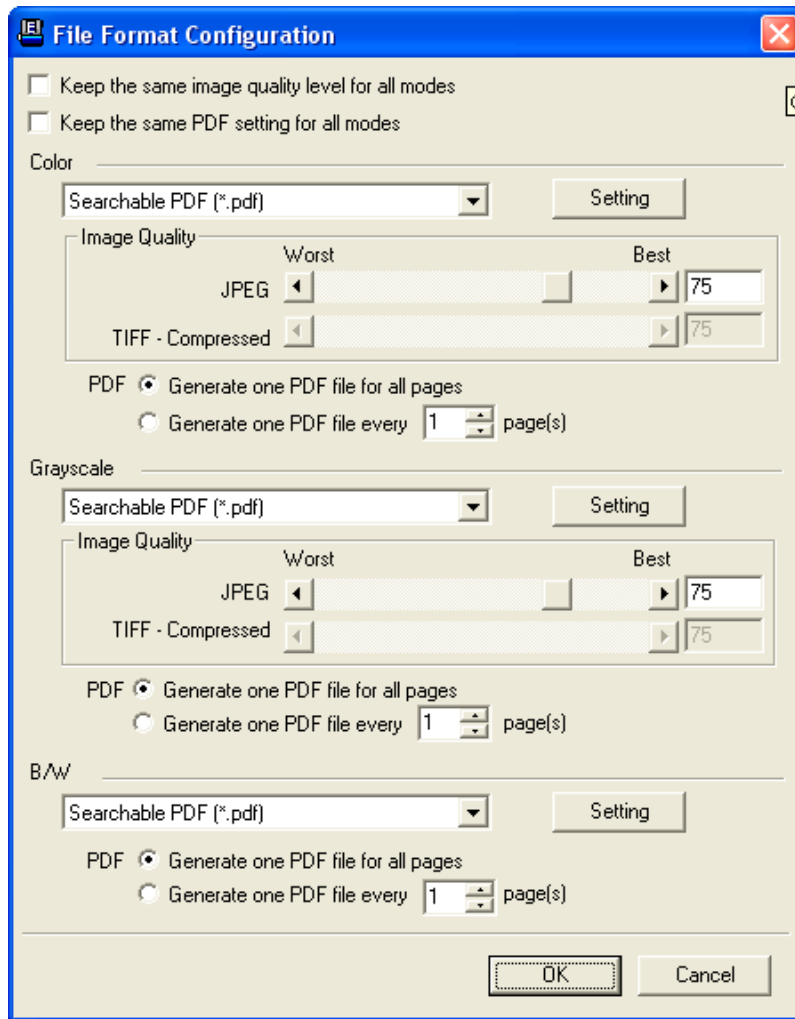 File Format Configuration
Keep the same image quality level for all modes
Keep the same PDF setting for all modes
Color
Searchable PDF (*.pdf) Setting
Image Quality
Worst Best
JPEG 75
TIFF - Compressed 75
PDF Generate one PDF file for all pages
Generate one PDF file every 1 page(s)
Grayscale
Searchable PDF (*.pdf) Setting
Image Quality
Worst Best
JPEG 75
TIFF - Compressed 75
PDF Generate one PDF file for all pages
Generate one PDF file every 1 page(s)
B/W
Searchable PDF (*.pdf) Setting
PDF Generate one PDF file for all pages
Generate one PDF file every 1 page(s)
OK Cancel